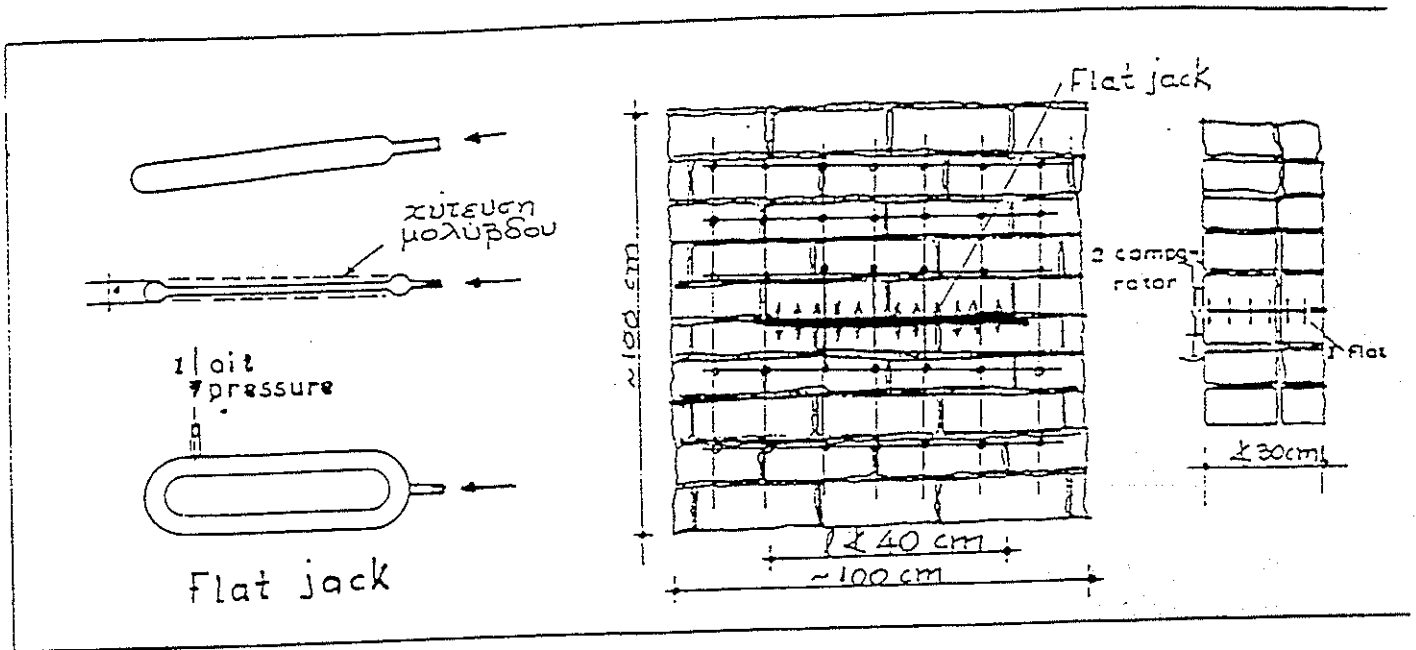 χύτευση
μολύβδου
1 oil
pressure
Flat jack
Flat jack
~100 cm
l ≮ 40 cm
~100 cm
2 compa-
rator
1 flat
≮30cm